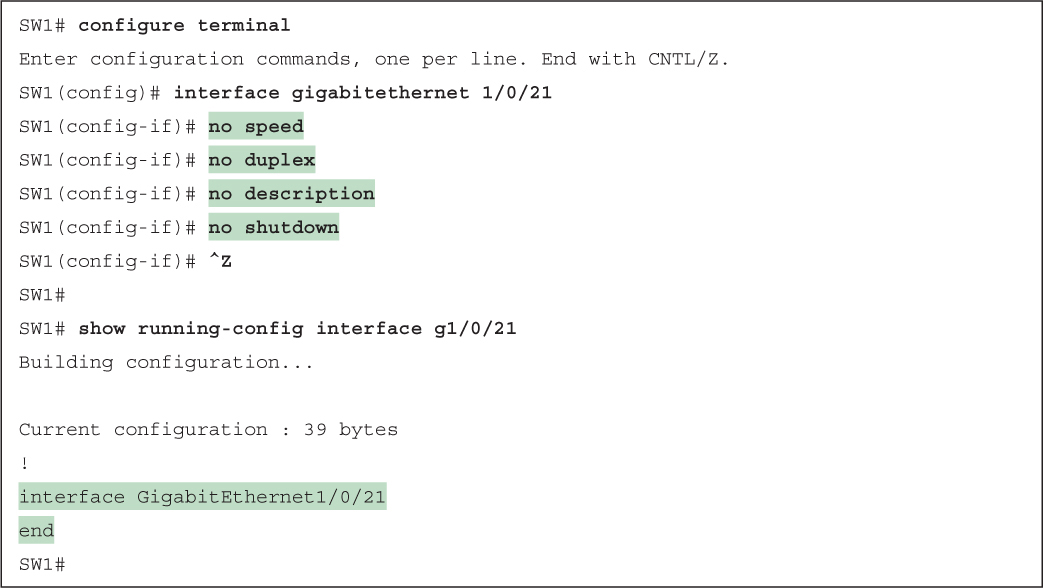 SW1# configure terminal
Enter configuration commands, one per line. End with CNTL/Z.
SW1(config)# interface gigabitethernet 1/0/21
SW1(config-if)# no speed
SW1(config-if)# no duplex
SW1(config-if)# no description
SW1(config-if)# no shutdown
SW1(config-if)# ^Z
SW1#
SW1# show running-config interface g1/0/21
Building configuration...
Current configuration : 39 bytes
!
interface GigabitEthernet1/0/21
end
SW1#